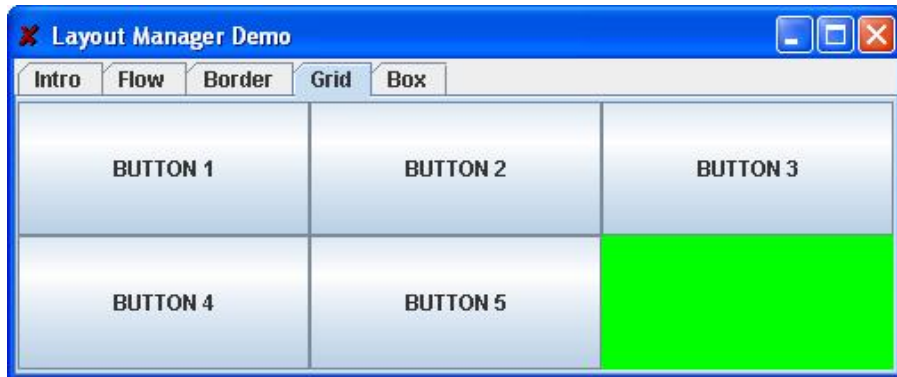 Layout Manager Demo
Intro Flow Border Grid Box
BUTTON 1 BUTTON 2 BUTTON 3
BUTTON 4 BUTTON 5